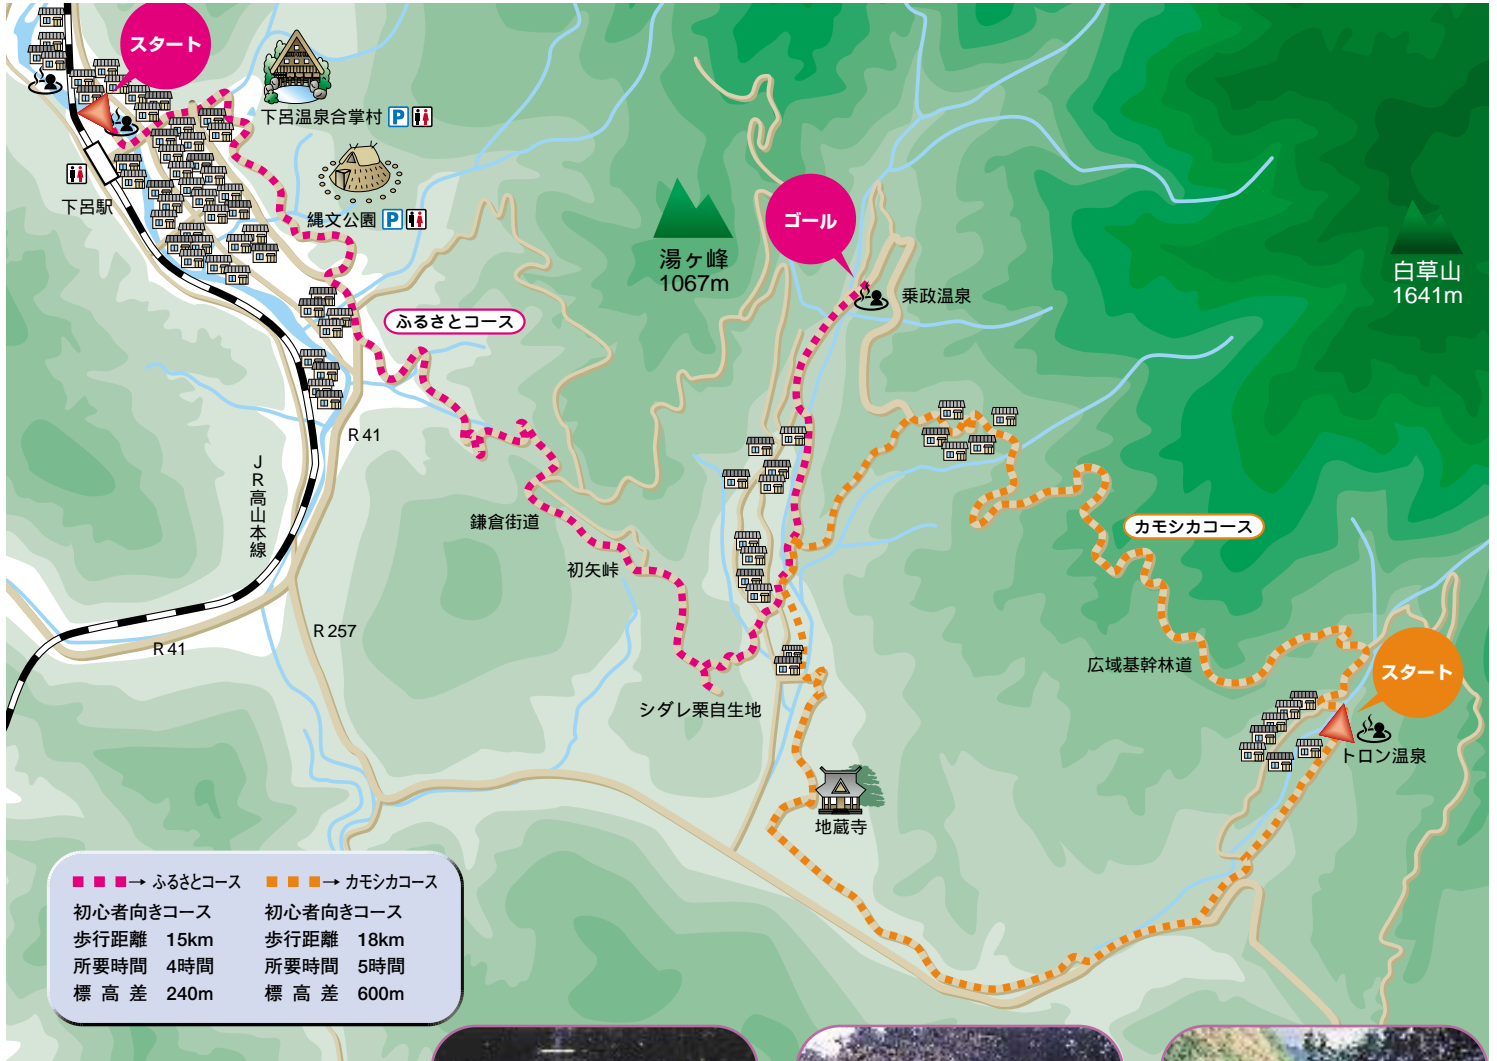 スタート
下呂温泉合掌村 P
下呂駅
縄文公園 P
湯ヶ峰
1067m
ゴール
乗政温泉
白草山
1641m
ふるさとコース
R41
JR高山本線
鎌倉街道
初矢峠
カモシカコース
R257
R41
広域基幹林道
スタート
シダレ栗自生地
トロン温泉
地蔵寺
→ ふるさとコース
初心者向きコース
歩行距離 15km
所要時間 4時間
標高差 240m
→ カモシカコース
初心者向きコース
歩行距離 18km
所要時間 5時間
標高差 600m